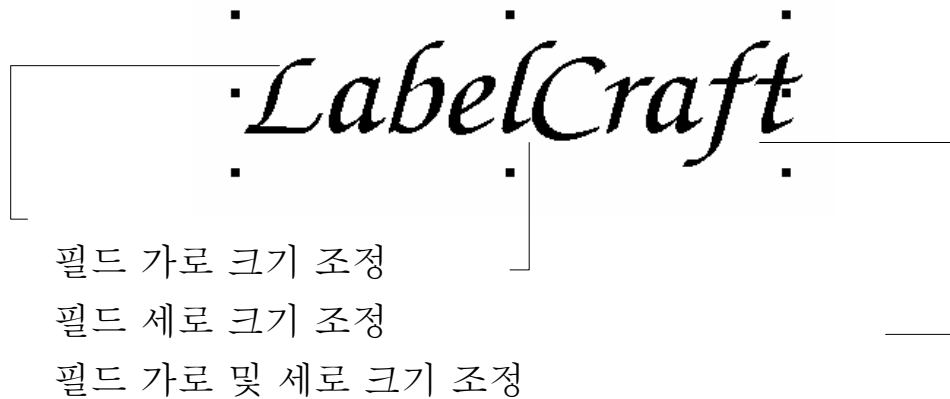 LabelCraft
필드 가로 크기 조정
필드 세로 크기 조정
필드 가로 및 세로 크기 조정